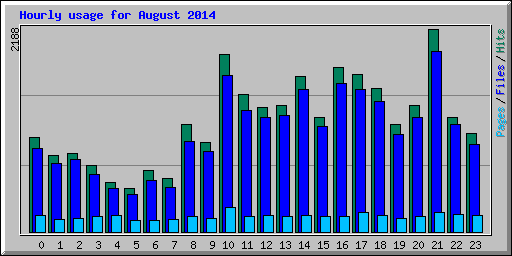 Hourly usage for August 2014
2188
Pages / Files / Hits
0 1 2 3 4 5 6 7 8 9 10 11 12 13 14 15 16 17 18 19 20 21 22 23